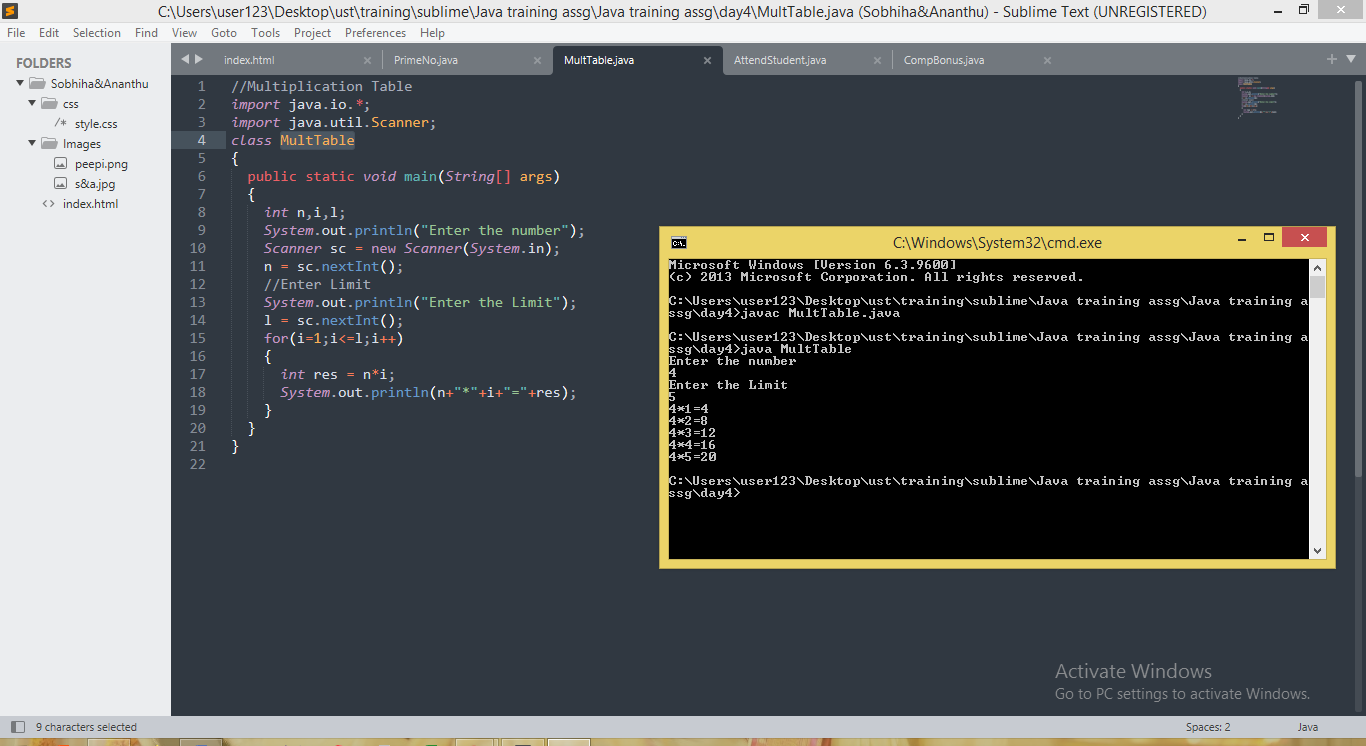 C:\Users\user123\Desktop\ust\training\sublime\Java training assg\Java training assg\day4\MultTable.java (Sobhiha&Ananthu) - Sublime Text (UNREGISTERED)
File Edit Selection Find View Goto Tools Project Preferences Help
FOLDERS
Sobhiha&Ananthu
css
/* style.css
Images
peepi.png
s&a.jpg
<> index.html
index.html PrimeNo.java MultTable.java AttendStudent.java CompBonus.java
1 //Multiplication Table
2 import java.io.*;
3 import java.util.Scanner;
4 class MultTable
5 {
6 public static void main(String[] args)
7 {
8 int n,i,l;
9 System.out.println("Enter the number");
10 Scanner sc = new Scanner(System.in);
11 n = sc.nextInt();
12 //Enter Limit
13 System.out.println("Enter the Limit");
14 l = sc.nextInt();
15 for(i=1;i<=l;i++)
16 {
17 int res = n*i;
18 System.out.println(n+"*"+i+"="+res);
19 }
20 }
21 }
22
C:\Windows\System32\cmd.exe
Microsoft Windows [Version 6.3.9600]
(c) 2013 Microsoft Corporation. All rights reserved.
C:\Users\user123\Desktop\ust\training\sublime\Java training assg\Java training a
ssg\day4>javac MultTable.java
C:\Users\user123\Desktop\ust\training\sublime\Java training assg\Java training a
ssg\day4>java MultTable
Enter the number
4
Enter the Limit
5
4*1=4
4*2=8
4*3=12
4*4=16
4*5=20
C:\Users\user123\Desktop\ust\training\sublime\Java training assg\Java training a
ssg\day4>
Activate Windows
Go to PC settings to activate Windows.
9 characters selected Spaces: 2 Java